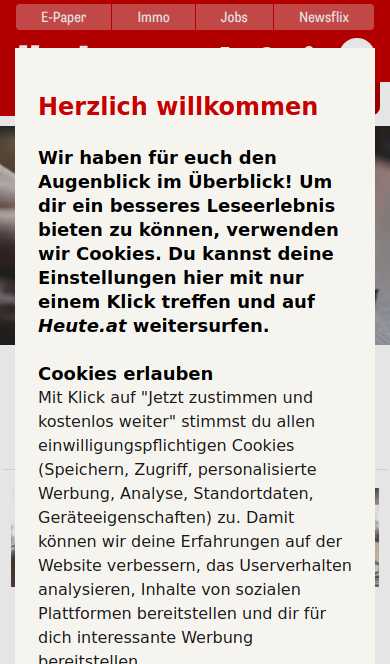 E-Paper Immo Jobs Newsflix
Herzlich willkommen
Wir haben für euch den
Augenblick im Überblick! Um
dir ein besseres Leseerlebnis
bieten zu können, verwenden
wir Cookies. Du kannst deine
Einstellungen hier mit nur
einem Klick treffen und auf
Heute.at weitersurfen.
Cookies erlauben
Mit Klick auf "Jetzt zustimmen und
kostenlos weiter" stimmst du allen
einwilligungspflichtigen Cookies
(Speichern, Zugriff, personalisierte
Werbung, Analyse, Standortdaten,
Geräteeigenschaften) zu. Damit
können wir deine Erfahrungen auf der
Website verbessern, das Userverhalten
analysieren, Inhalte von sozialen
Plattformen bereitstellen und dir für
dich interessante Werbung
bereitstellen